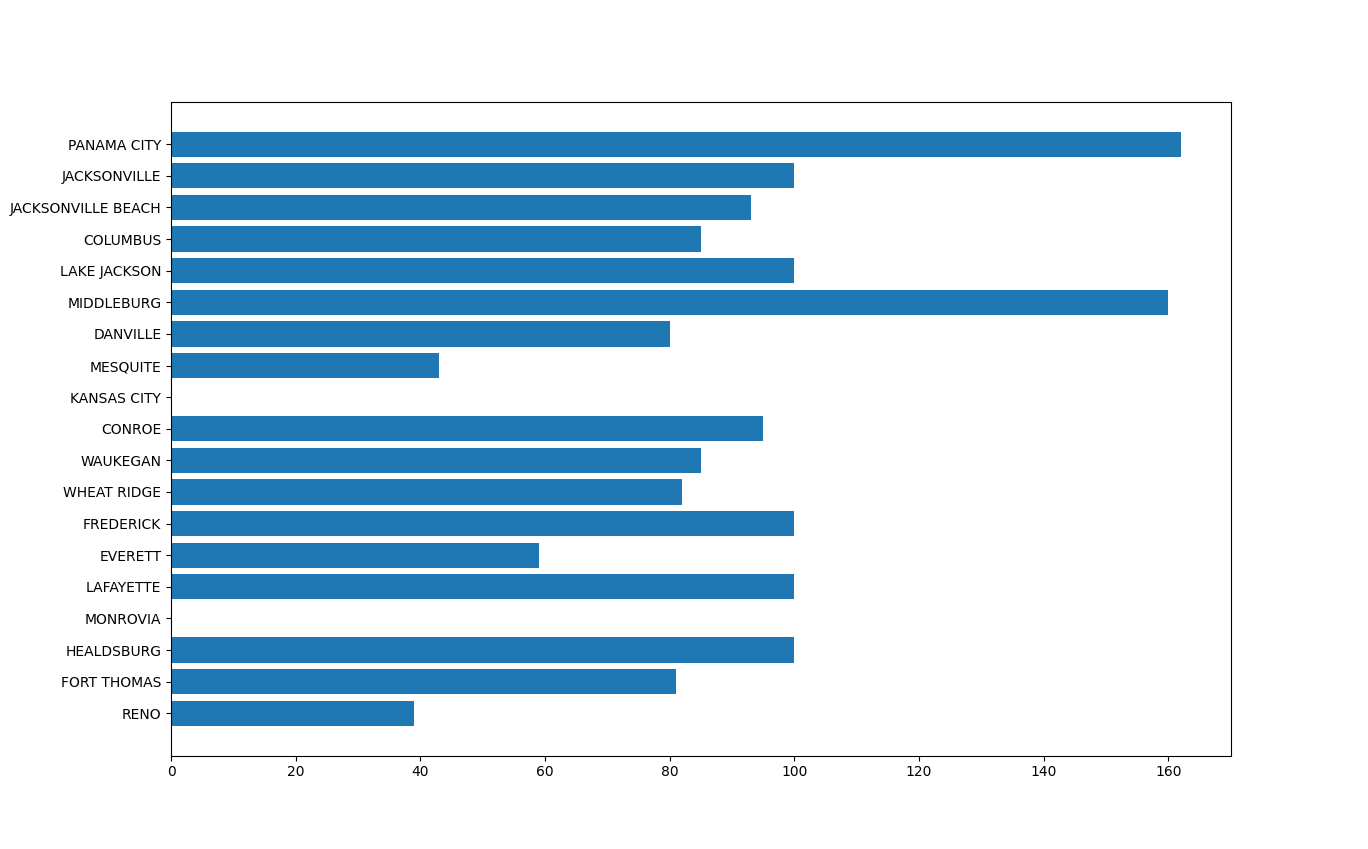 PANAMA CITY
JACKSONVILLE
JACKSONVILLE BEACH
COLUMBUS
LAKE JACKSON
MIDDLEBURG
DANVILLE
MESQUITE
KANSAS CITY
CONROE
WAUKEGAN
WHEAT RIDGE
FREDERICK
EVERETT
LAFAYETTE
MONROVIA
HEALDSBURG
FORT THOMAS
RENO
0 20 40 60 80 100 120 140 160